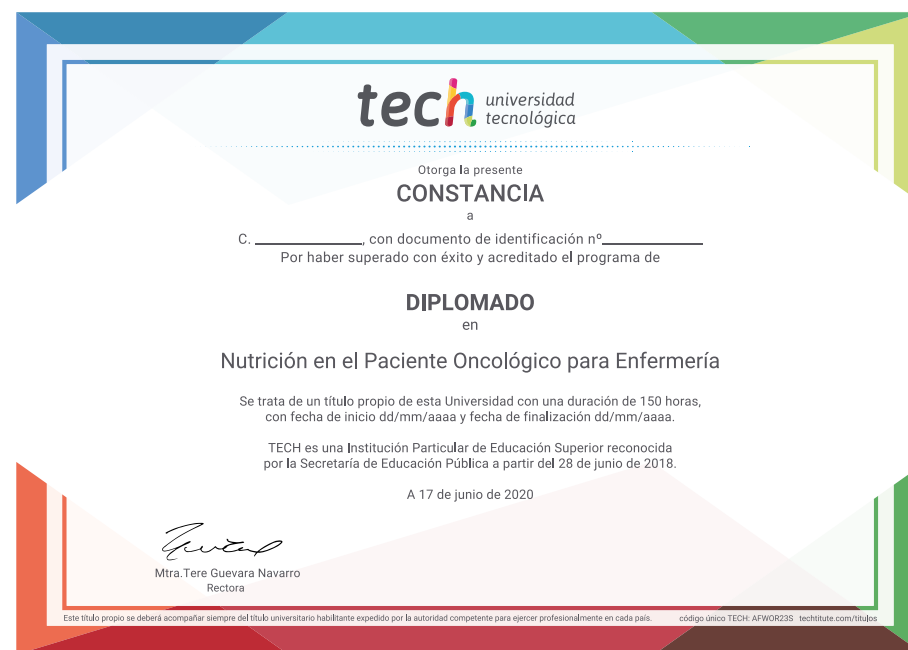 tech universidad
tecnológica
Otorga la presente
CONSTANCIA
a
C. ____________, con documento de identificación nº____________
Por haber superado con éxito y acreditado el programa de
DIPLOMADO
en
Nutrición en el Paciente Oncológico para Enfermería
Se trata de un título propio de esta Universidad con una duración de 150 horas,
con fecha de inicio dd/mm/aaaa y fecha de finalización dd/mm/aaaa.
TECH es una Institución Particular de Educación Superior reconocida
por la Secretaría de Educación Pública a partir del 28 de junio de 2018.
A 17 de junio de 2020
Mtra.Tere Guevara Navarro
Rectora
Este título propio se deberá acompañar siempre del título universitario habilitante expedido por la autoridad competente para ejercer profesionalmente en cada país. código único TECH: AFWOR23S techtitute.com/titulos